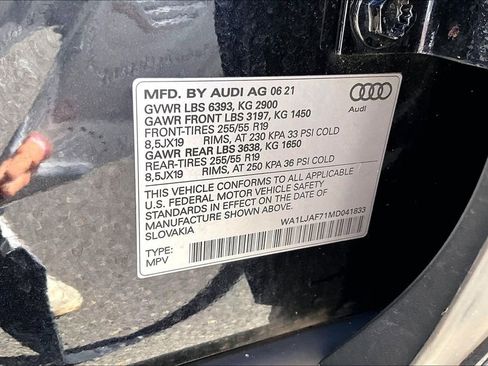 MFD. BY AUDI AG 06 21
GVWR LBS 6393, KG 2900
GAWR FRONT LBS 3197, KG 1450
FRONT-TIRES 255/55 R19
8,5JX19 RIMS, AT 230 KPA 33 PSI COLD
GAWR REAR LBS 3638, KG 1650
REAR-TIRES 255/55 R19
8,5JX19 RIMS, AT 250 KPA 36 PSI COLD
THIS VEHICLE CONFORMS TO ALL APPLICABLE
U.S. FEDERAL MOTOR VEHICLE SAFETY
STANDARDS IN EFFECT ON THE DATE OF
MANUFACTURE SHOWN ABOVE.
SLOVAKIA
TYPE:
MPV
WA1LJAF71MD041833
Audi